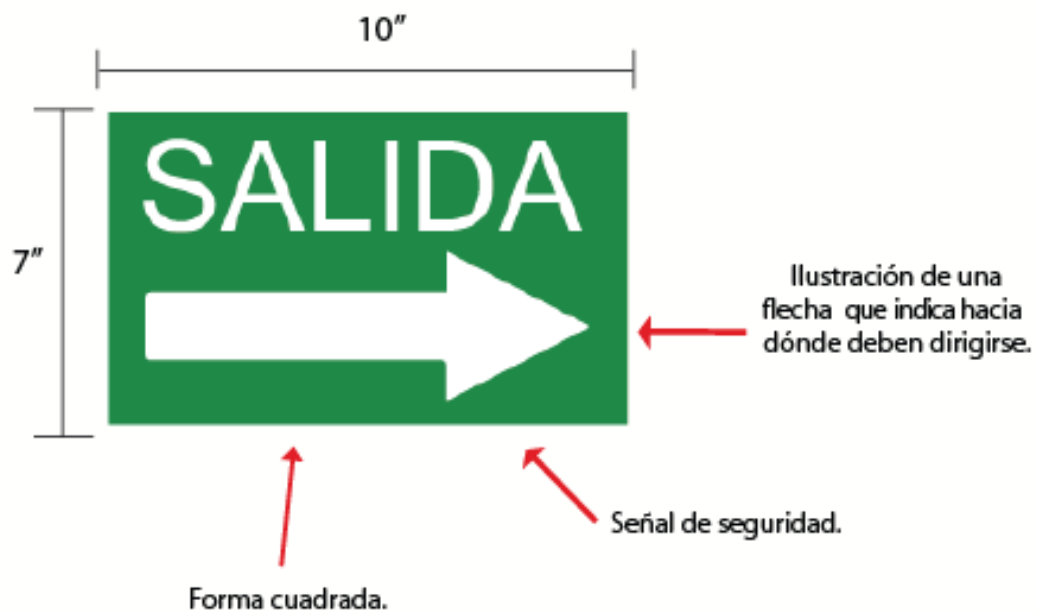 10”
SALIDA
7”
Ilustración de una
flecha que indica hacia
dónde deben dirigirse.
Señal de seguridad.
Forma cuadrada.